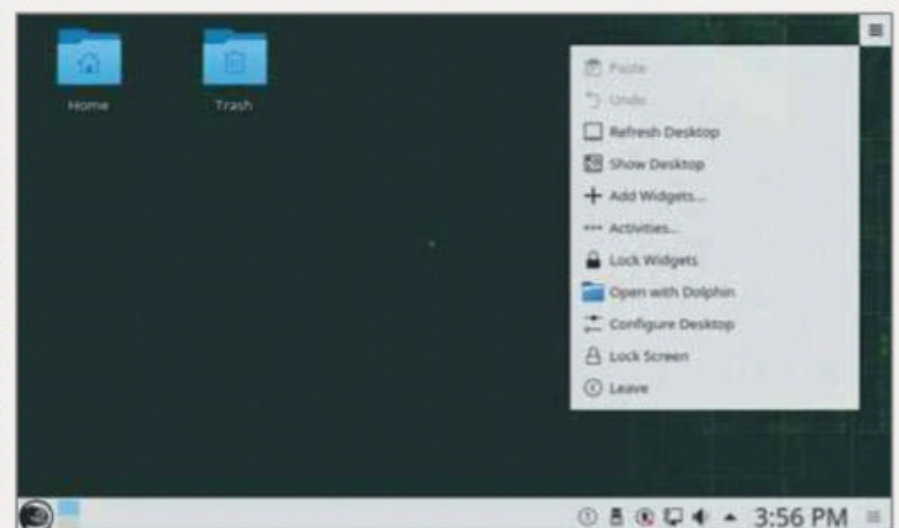 Home
Trash
Paste
Undo
Refresh Desktop
Show Desktop
Add Widgets...
Activities...
Lock Widgets
Open with Dolphin
Configure Desktop
Lock Screen
Leave
3:56 PM